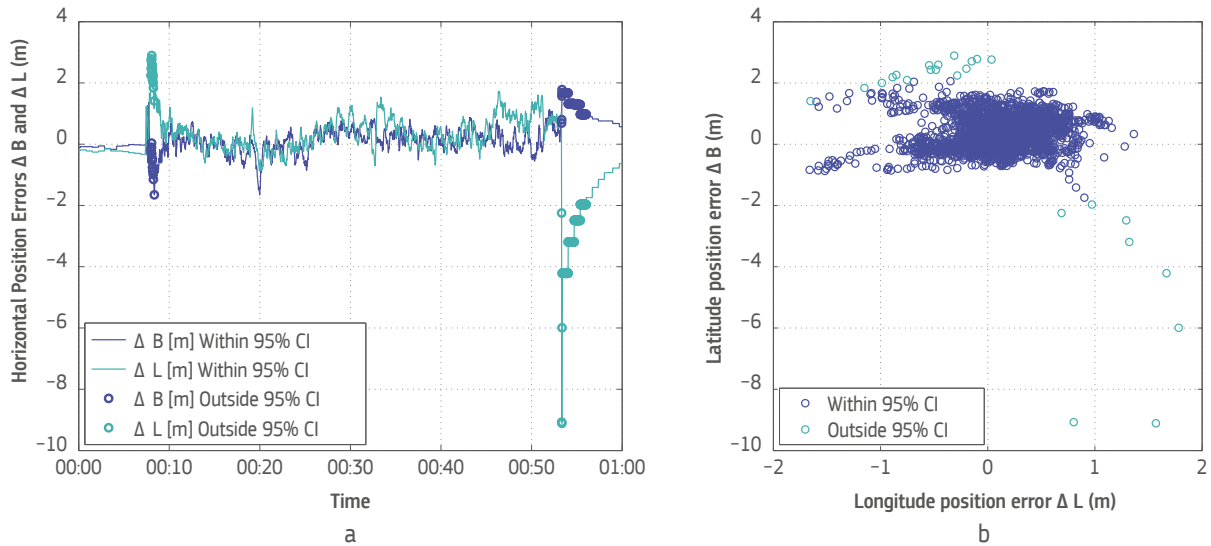 Horizontal Position Errors Δ B and Δ L (m)
4
2
0
−2
−4
−6
−8
−10
Δ B [m] Within 95% CI
Δ L [m] Within 95% CI
Δ B [m] Outside 95% CI
Δ L [m] Outside 95% CI
00:00 00:10 00:20 00:30 00:40 00:50 01:00
Time
a
Latitude position error Δ B (m)
4
2
0
−2
−4
−6
−8
−10
Within 95% CI
Outside 95% CI
−2 −1 0 1 2
Longitude position error Δ L (m)
b